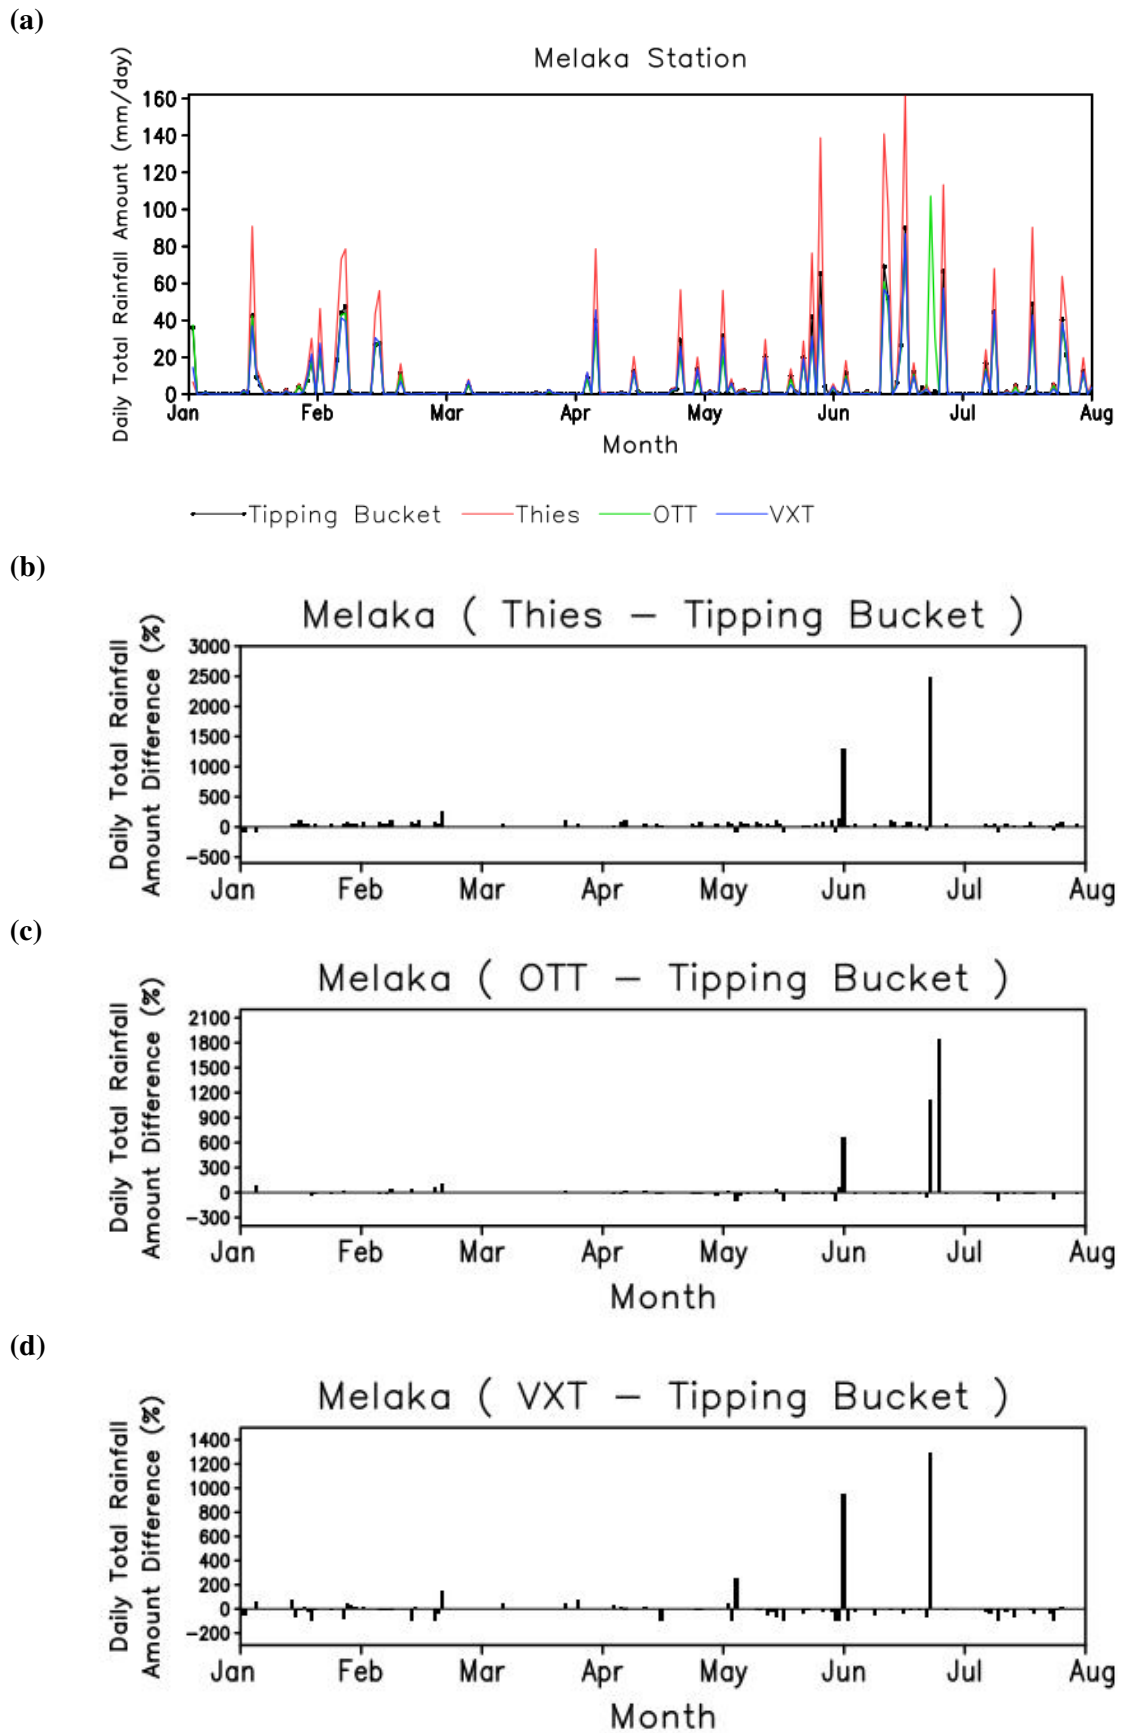 (a)
Melaka Station
Daily Total Rainfall Amount (mm/day)
160
140
120
100
80
60
40
20
0
Jan Feb Mar Apr May Jun Jul Aug
Month
Tipping Bucket Thies OTT VXT
(b)
Melaka ( Thies − Tipping Bucket )
Daily Total Rainfall
Amount Difference (%)
3000
2500
2000
1500
1000
500
0
−500
Jan Feb Mar Apr May Jun Jul Aug
(c)
Melaka ( OTT − Tipping Bucket )
Daily Total Rainfall
Amount Difference (%)
2100
1800
1500
1200
900
600
300
0
−300
Jan Feb Mar Apr May Jun Jul Aug
Month
(d)
Melaka ( VXT − Tipping Bucket )
Daily Total Rainfall
Amount Difference (%)
1400
1200
1000
800
600
400
200
0
−200
Jan Feb Mar Apr May Jun Jul Aug
Month